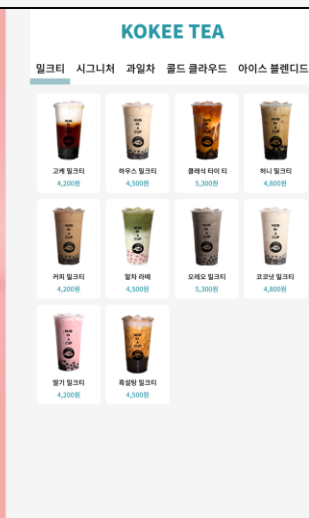 KOKEE TEA
밀크티 시그니처 과일차 콜드 클라우드 아이스 블렌디드
고케 밀크티 하우스 밀크티 클래식 타이 티 허니 밀크티
4,200원 4,500원 5,300원 4,800원
커피 밀크티 말차 라떼 오레오 밀크티 코코넛 밀크티
4,200원 4,500원 5,300원 4,800원
딸기 밀크티 흑설탕 밀크티
4,200원 4,500원